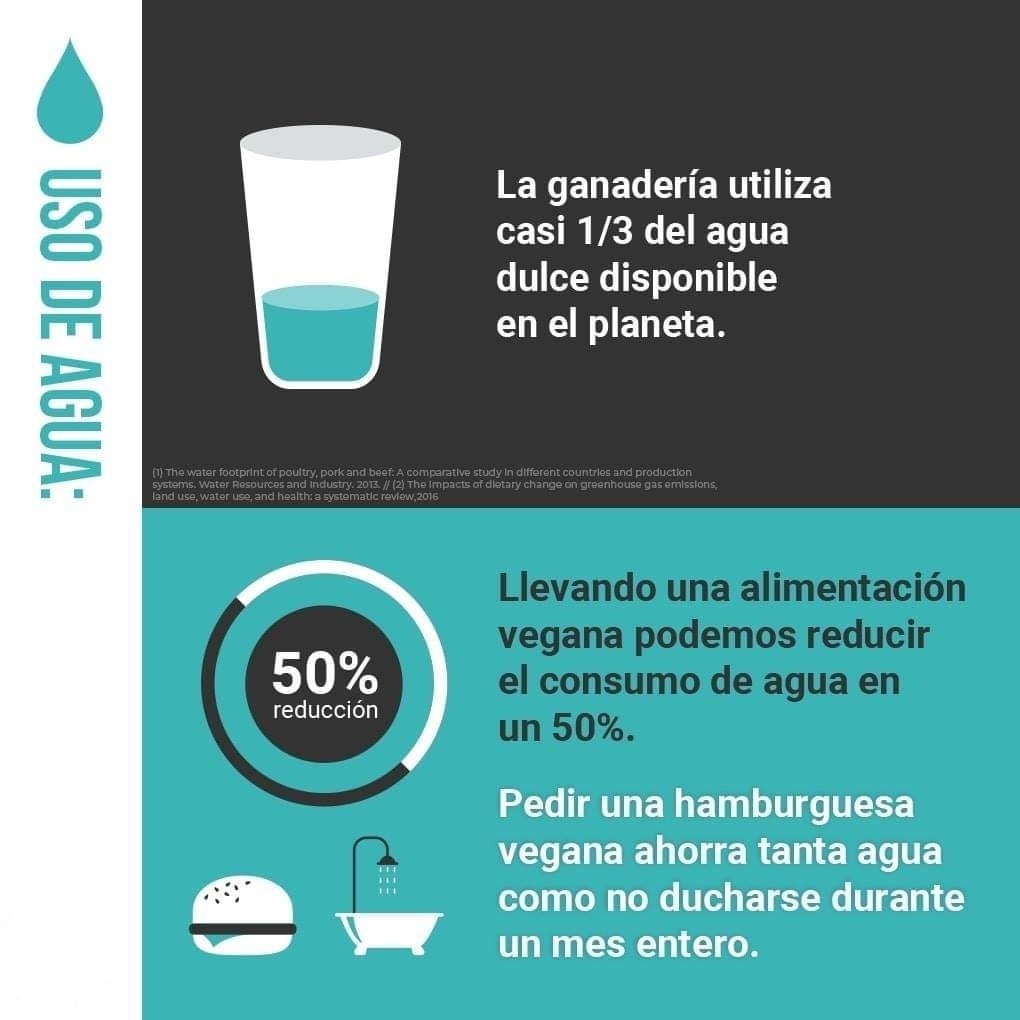 USO DE AGUA:
La ganadería utiliza
casi 1/3 del agua
dulce disponible
en el planeta.
(1) The water footprint of poultry, pork and beef: A comparative study in different countries and production
systems. Water Resources and Industry. 2013. // (2) The impacts of dietary change on greenhouse gas emissions,
land use, water use, and health: a systematic review,2016
50%
reducción
Llevando una alimentación
vegana podemos reducir
el consumo de agua en
un 50%.
Pedir una hamburguesa
vegana ahorra tanta agua
como no ducharse durante
un mes entero.